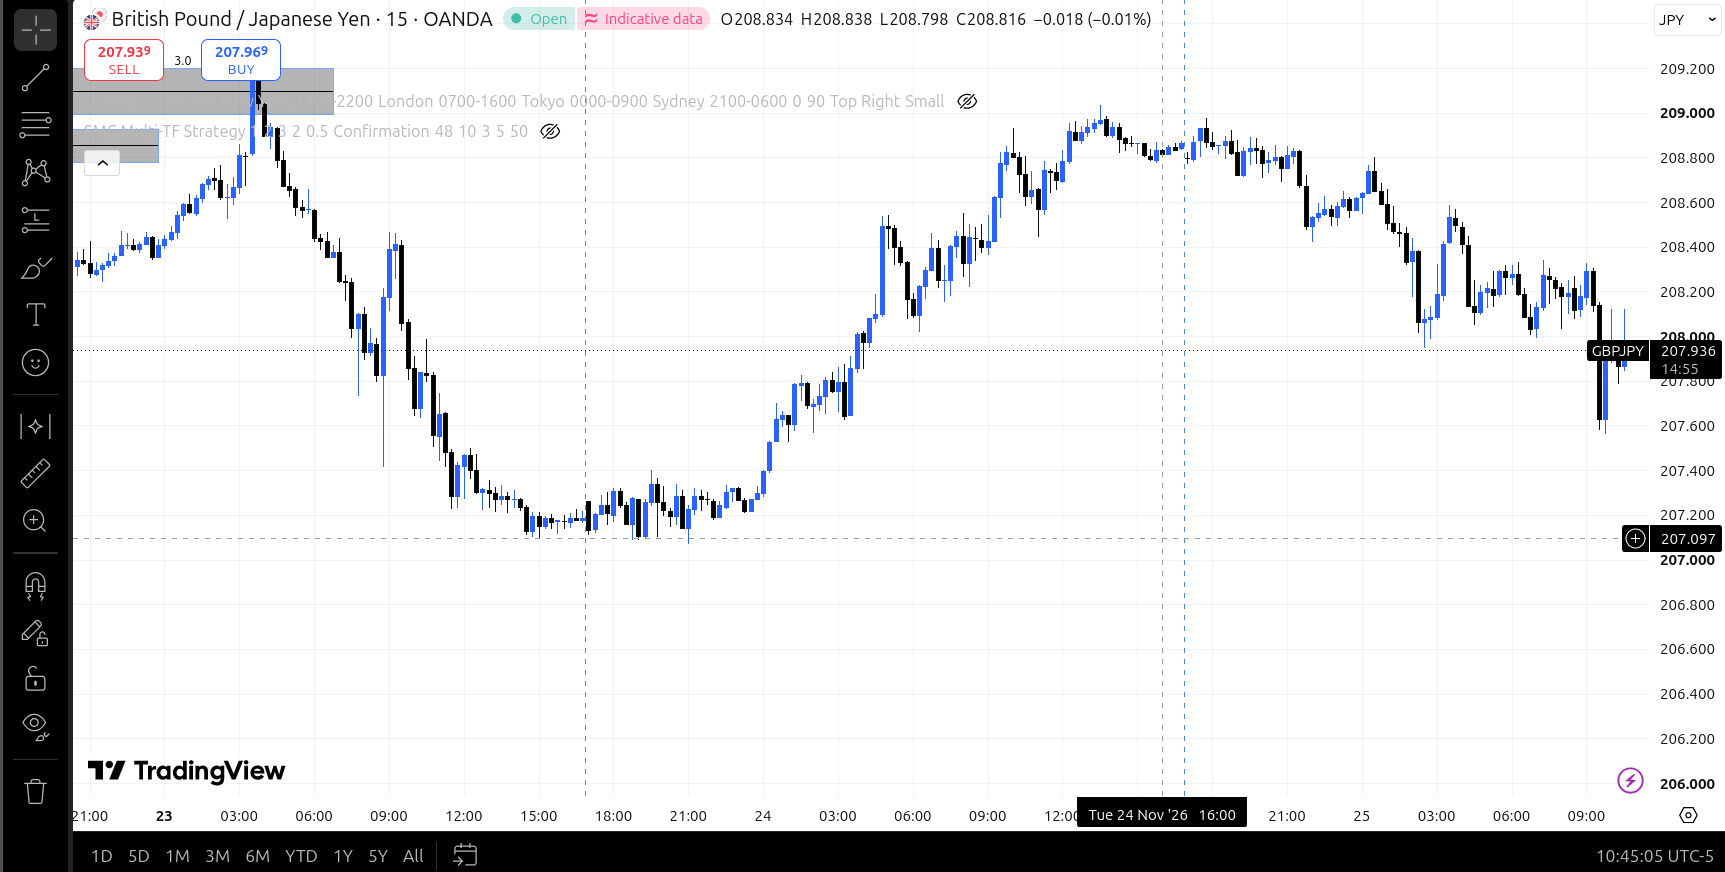 British Pound / Japanese Yen · 15 · OANDA Open Indicative data O208.834 H208.838 L208.798 C208.816 −0.018 (−0.01%)
JPY
207.939 SELL
3.0
207.969 BUY
-2200 London 0700-1600 Tokyo 0000-0900 Sydney 2100-0600 0 90 Top Right Small
SMC Multi-TF Strategy 3 2 0.5 Confirmation 48 10 3 5 50
209.200
209.000
208.800
208.600
208.400
208.200
208.000
GBPJPY 207.936
14:55
207.800
207.600
207.400
207.200
207.097
207.000
206.800
206.600
206.400
206.200
206.000
TradingView
21:00 23 03:00 06:00 09:00 12:00 15:00 18:00 21:00 24 03:00 06:00 09:00 12:00 Tue 24 Nov '26 16:00 21:00 25 03:00 06:00 09:00
1D 5D 1M 3M 6M YTD 1Y 5Y All
10:45:05 UTC-5